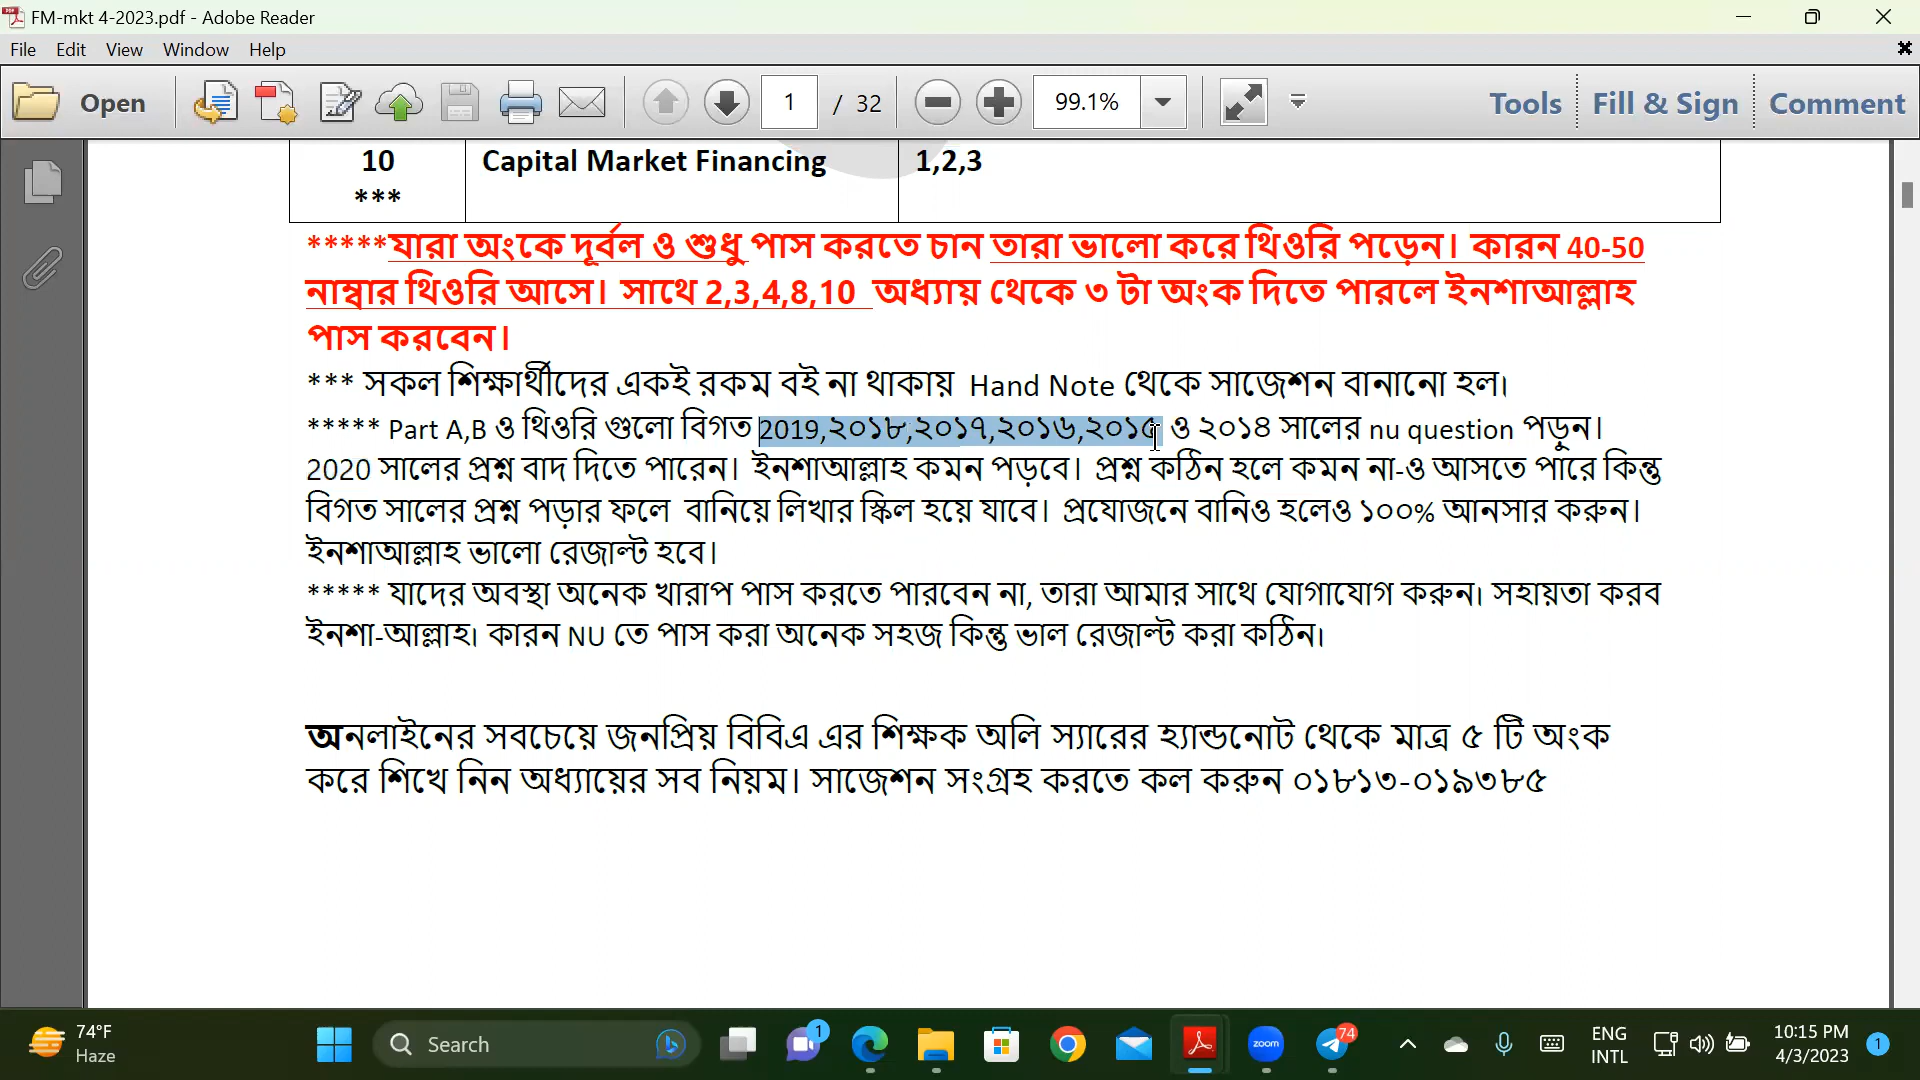 FM-mkt 4-2023.pdf - Adobe Reader
File Edit View Window Help
Open 1 / 32 99.1% Tools Fill & Sign Comment
10 Capital Market Financing 1,2,3
***
*****যারা অংকে দূর্বল ও শুধু পাস করতে চান তারা ভালো করে থিওরি পড়েন। কারন 40-50
নাম্বার থিওরি আসে। সাথে 2,3,4,8,10 অধ্যায় থেকে ৩ টা অংক দিতে পারলে ইনশাআল্লাহ
পাস করবেন।
*** সকল শিক্ষার্থীদের একই রকম বই না থাকায় Hand Note থেকে সাজেশন বানানো হল।
***** Part A,B ও থিওরি গুলো বিগত 2019,২০১৮,২০১৭,২০১৬,২০১৫ ও ২০১৪ সালের nu question পড়ুন।
2020 সালের প্রশ্ন বাদ দিতে পারেন। ইনশাআল্লাহ কমন পড়বে। প্রশ্ন কঠিন হলে কমন না-ও আসতে পারে কিন্তু
বিগত সালের প্রশ্ন পড়ার ফলে বানিয়ে লিখার স্কিল হয়ে যাবে। প্রযোজনে বানিও হলেও ১০০% আনসার করুন।
ইনশাআল্লাহ ভালো রেজাল্ট হবে।
***** যাদের অবস্থা অনেক খারাপ পাস করতে পারবেন না, তারা আমার সাথে যোগাযোগ করুন। সহায়তা করব
ইনশা-আল্লাহ। কারন NU তে পাস করা অনেক সহজ কিন্তু ভাল রেজাল্ট করা কঠিন।
অনলাইনের সবচেয়ে জনপ্রিয় বিবিএ এর শিক্ষক অলি স্যারের হ্যান্ডনোট থেকে মাত্র ৫ টি অংক
করে শিখে নিন অধ্যায়ের সব নিয়ম। সাজেশন সংগ্রহ করতে কল করুন ০১৮১৩-০১৯৩৮৫
74°F
Haze
Search
1
zoom
74
ENG
INTL
10:15 PM
4/3/2023
1